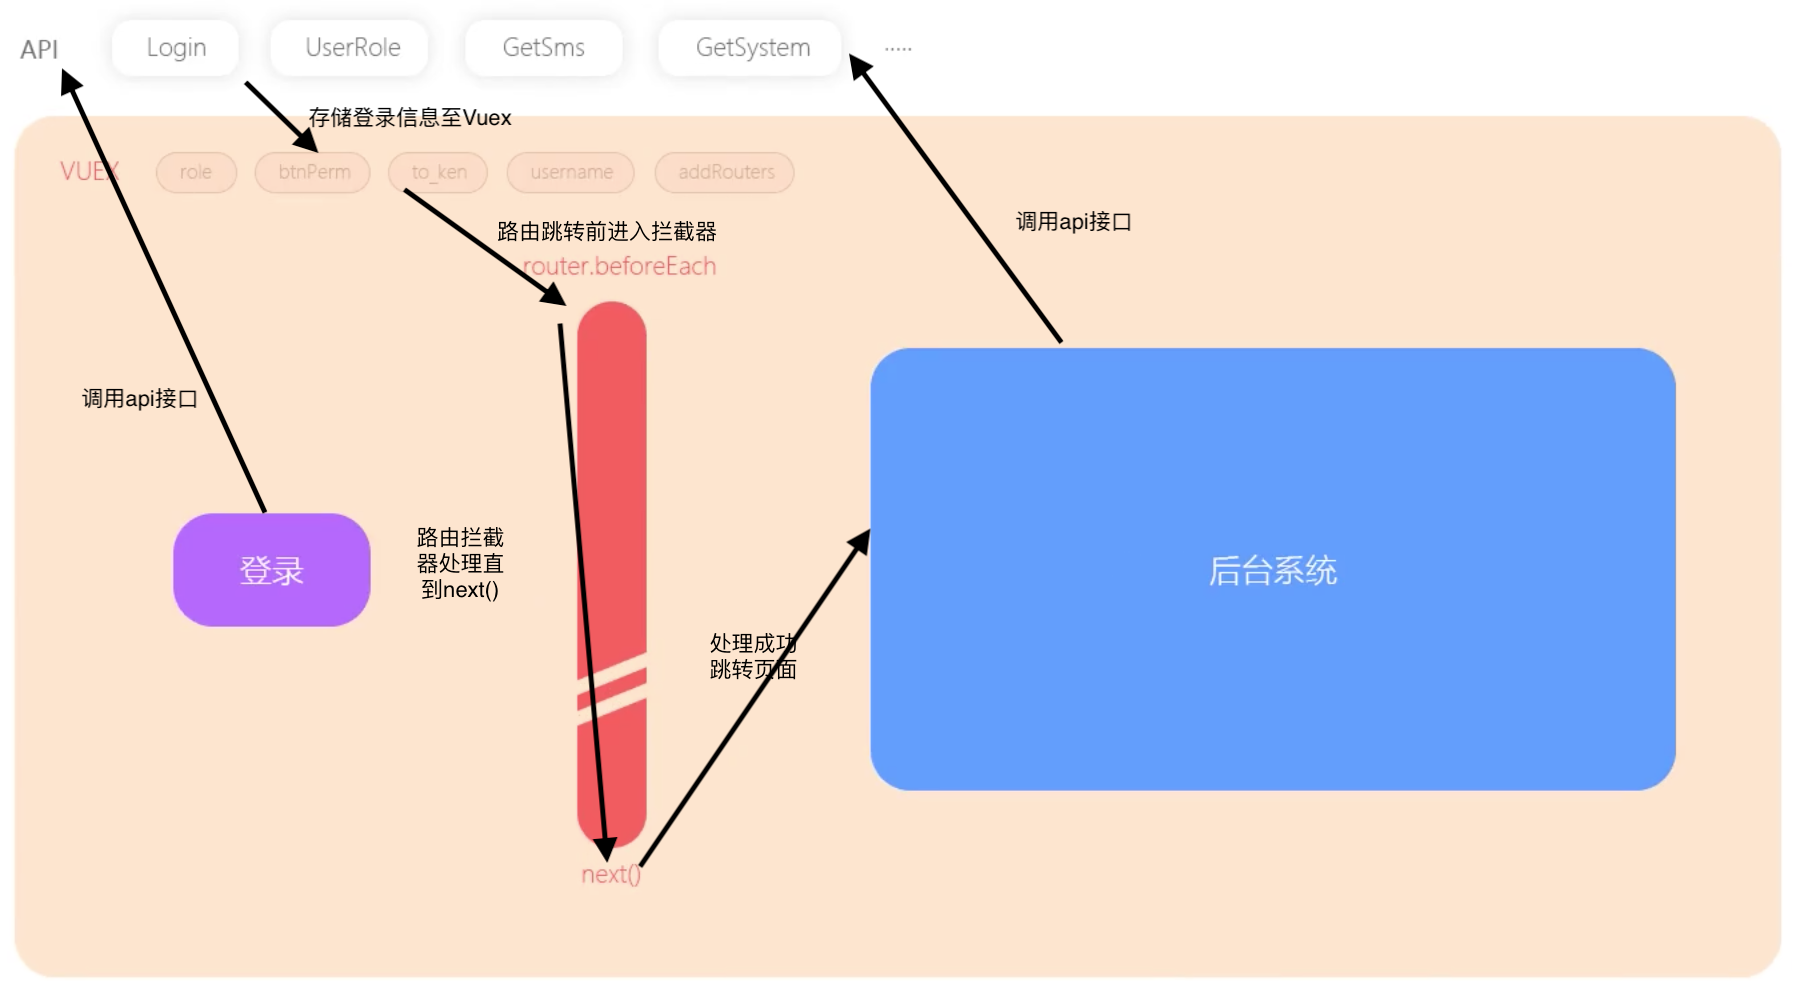 API
Login
UserRole
GetSms
GetSystem
.....
存储登录信息至Vuex
VUEX
role
btnPerm
to_ken
username
addRouters
路由跳转前进入拦截器
router.beforeEach
调用api接口
调用api接口
路由拦截
器处理直
到next()
登录
后台系统
处理成功
跳转页面
next()